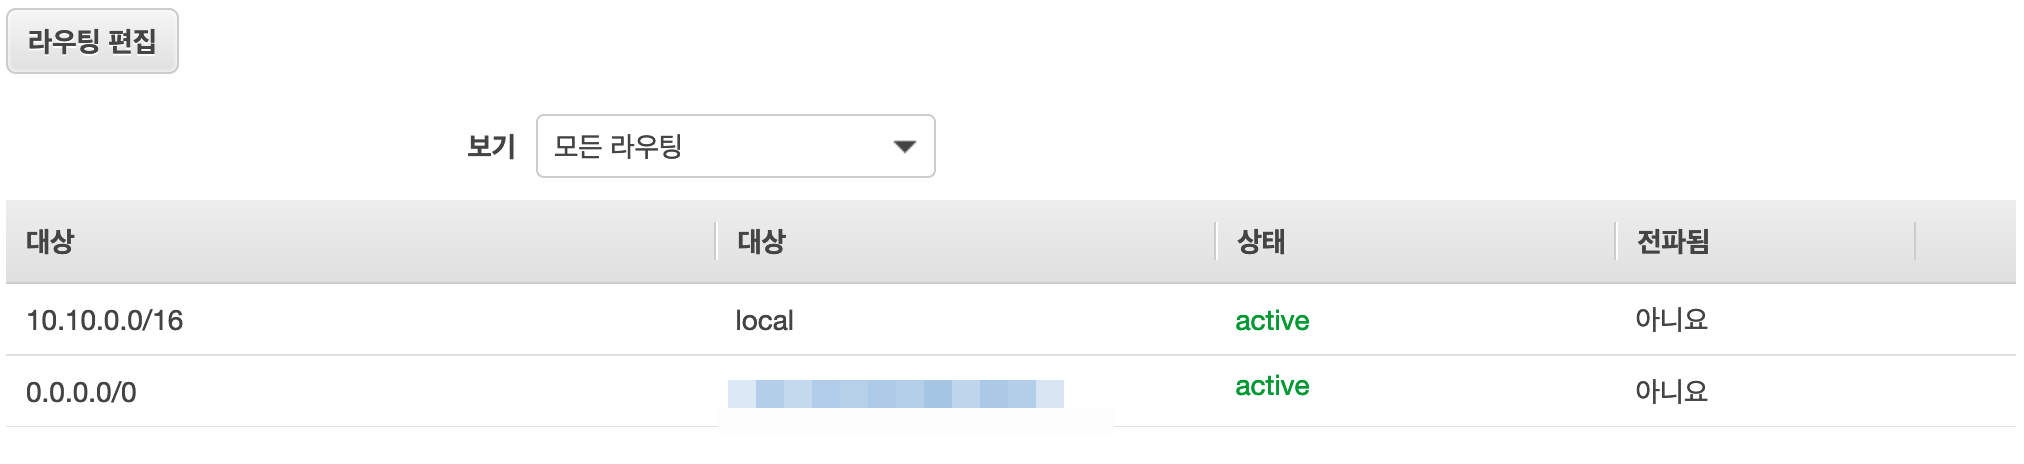 라우팅 편집
보기 모든 라우팅
대상 대상 상태 전파됨
10.10.0.0/16 local active 아니요
0.0.0.0/0 active 아니요